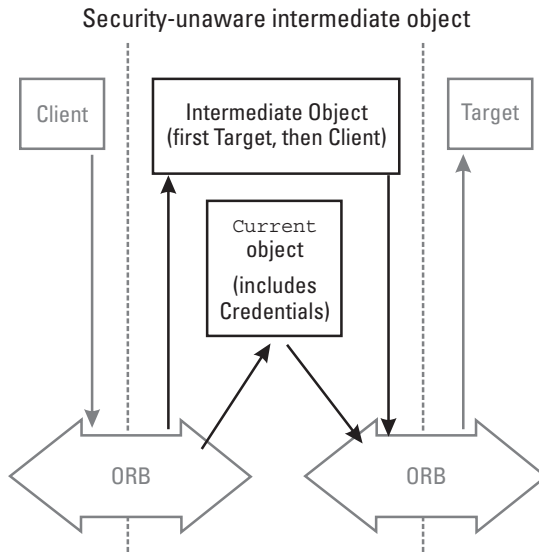 Security-unaware intermediate object
Client
Intermediate Object
(first Target, then Client)
Target
Current
object
(includes
Credentials)
ORB
ORB